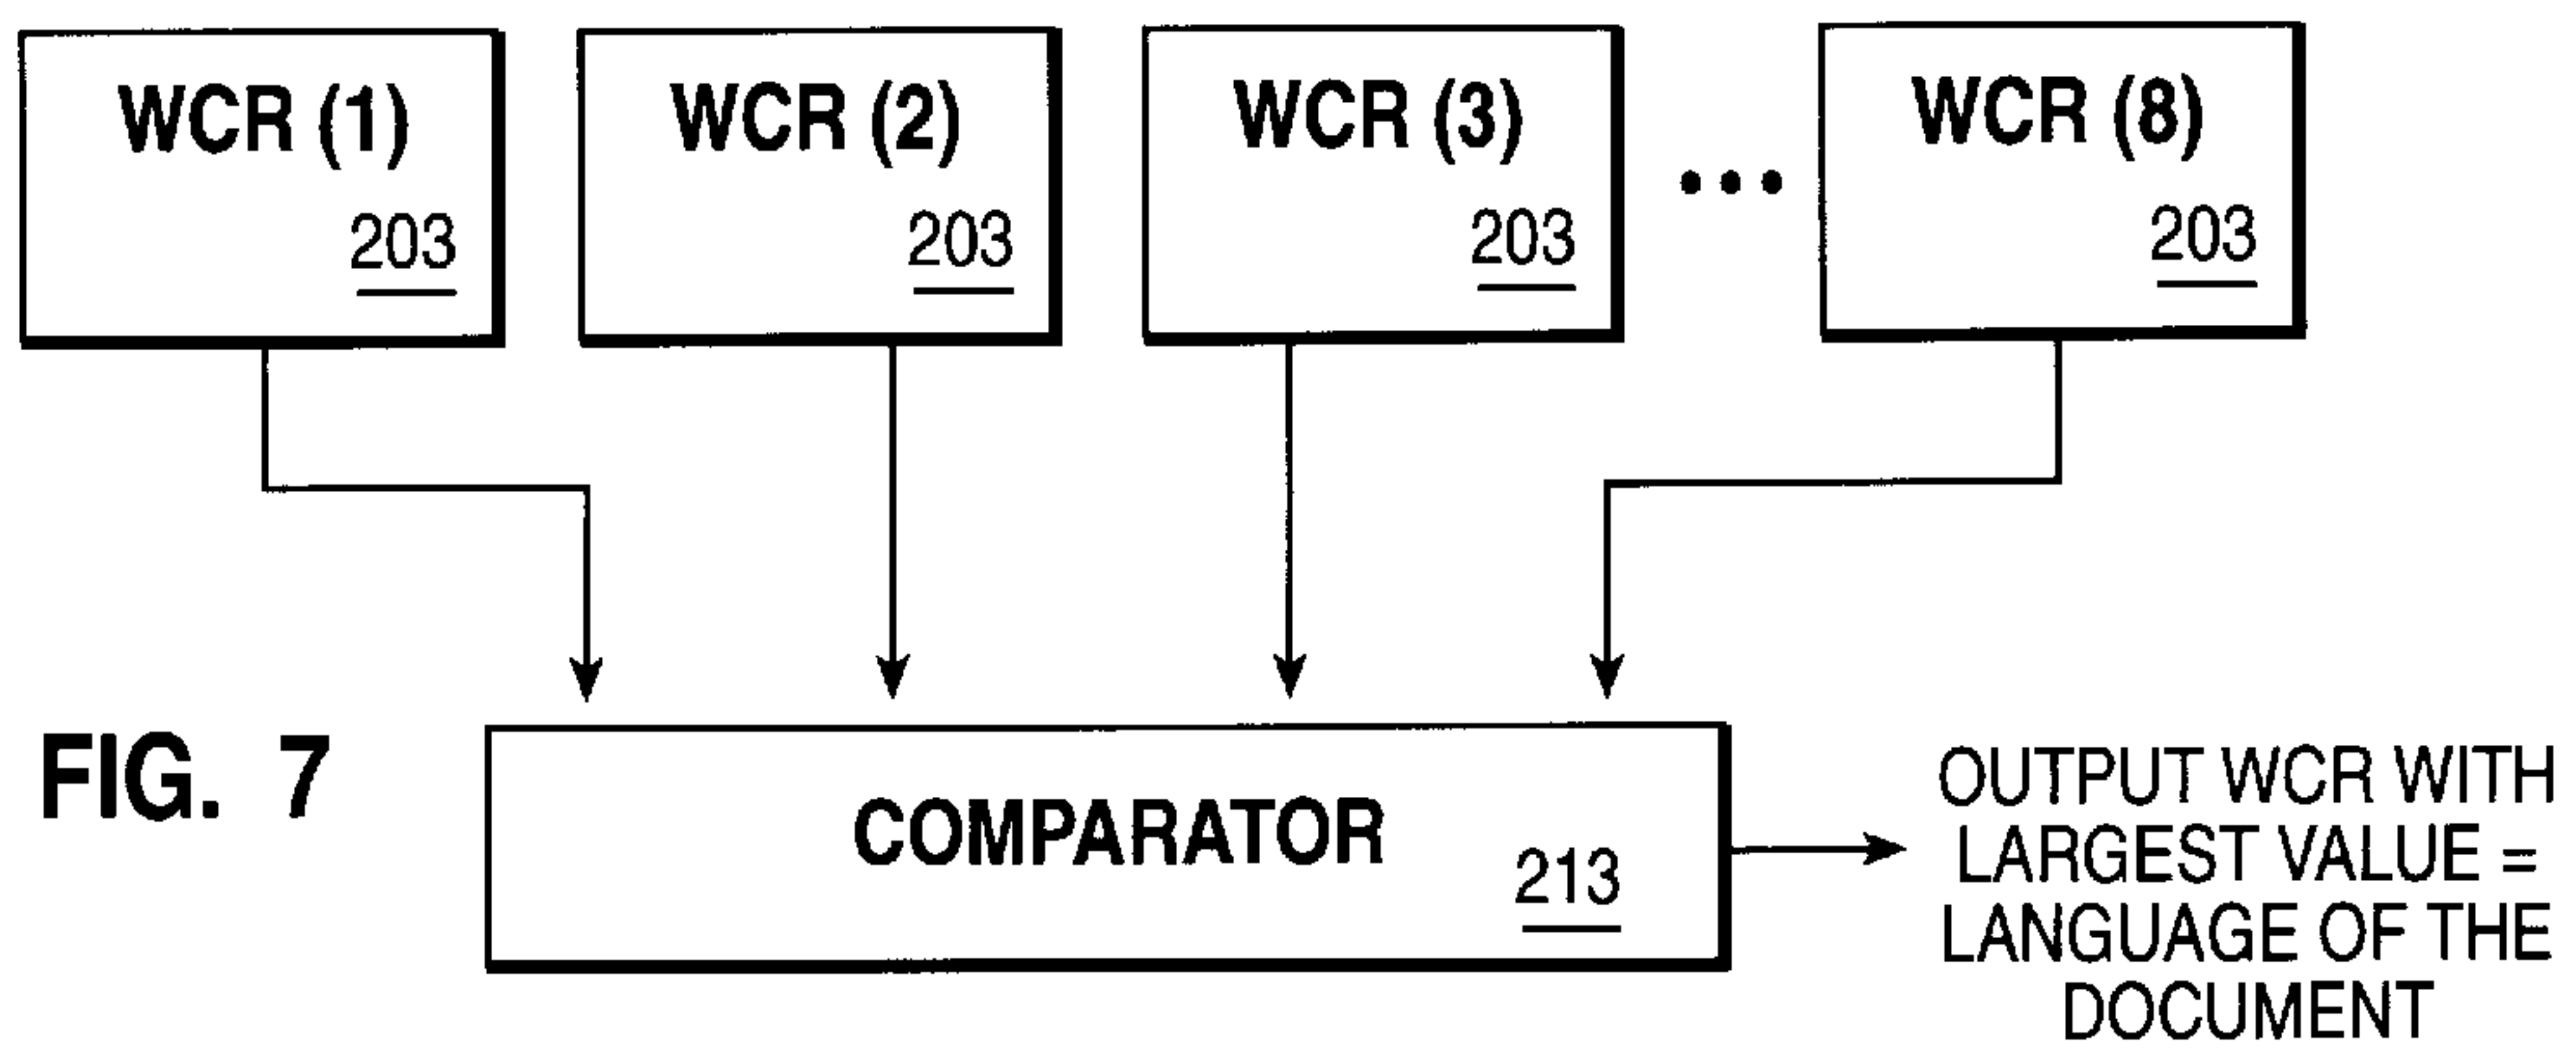 WCR (1)
203
WCR (2)
203
WCR (3)
203
•••
WCR (8)
203
FIG. 7
COMPARATOR
213
OUTPUT WCR WITH
LARGEST VALUE =
LANGUAGE OF THE
DOCUMENT